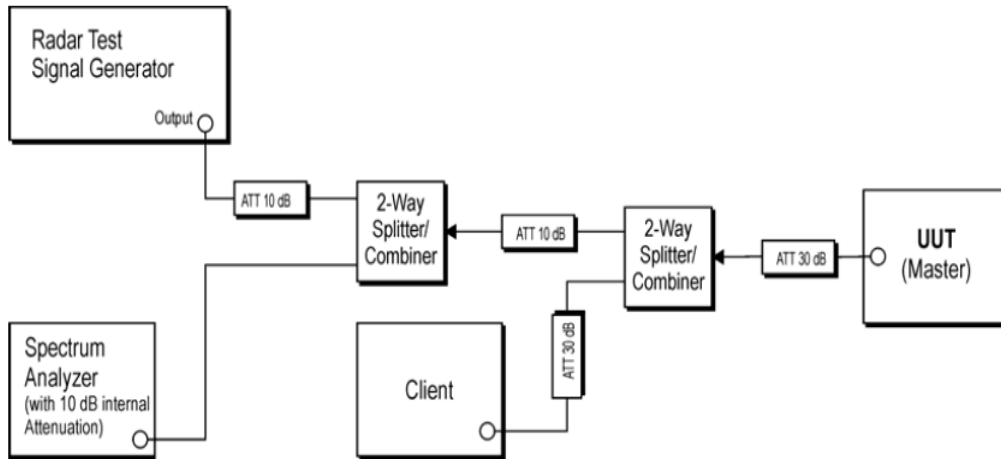 Radar Test
Signal Generator
Output
ATT 10 dB
2-Way
Splitter/
Combiner
ATT 10 dB
2-Way
Splitter/
Combiner
ATT 30 dB
UUT
(Master)
Spectrum
Analyzer
(with 10 dB internal
Attenuation)
Client
ATT 30 dB